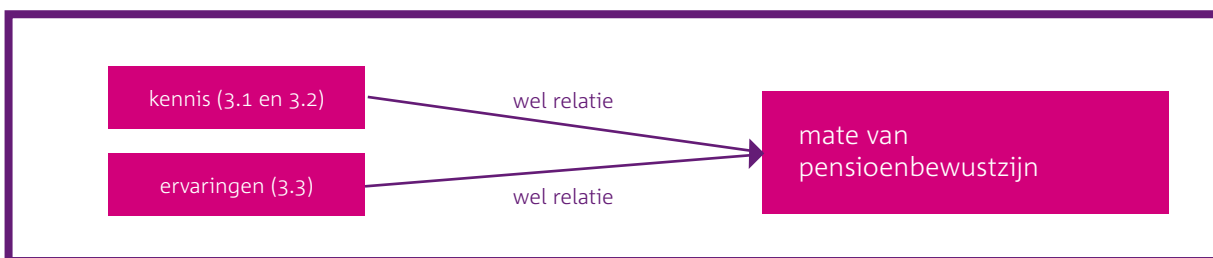 kennis (3.1 en 3.2)
wel relatie
mate van
pensioenbewustzijn
ervaringen (3.3)
wel relatie